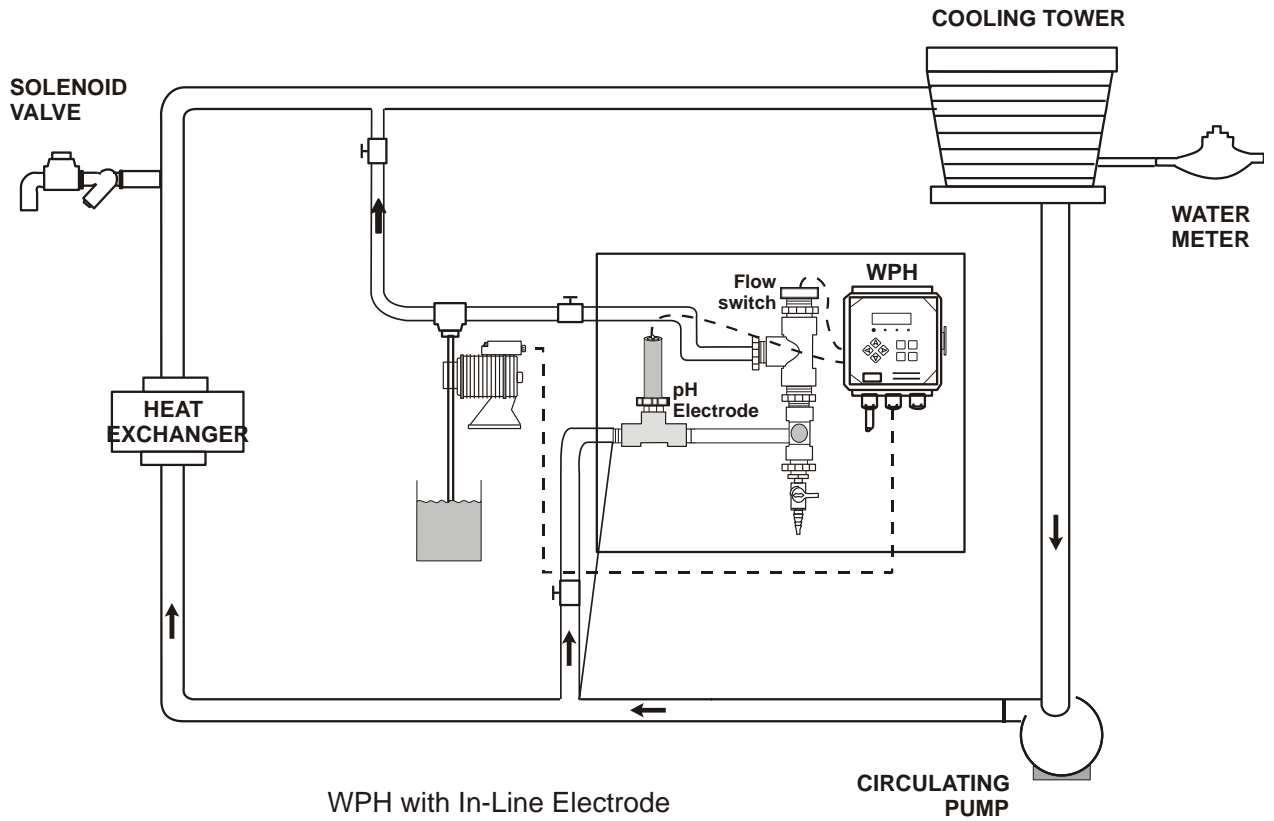 COOLING TOWER
SOLENOID
VALVE
WATER
METER
WPH
Flow
switch
pH
Electrode
HEAT
EXCHANGER
CIRCULATING
PUMP
WPH with In-Line Electrode